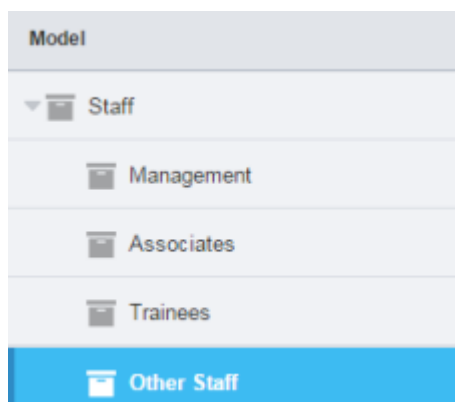 Model
Staff
Management
Associates
Trainees
Other Staff